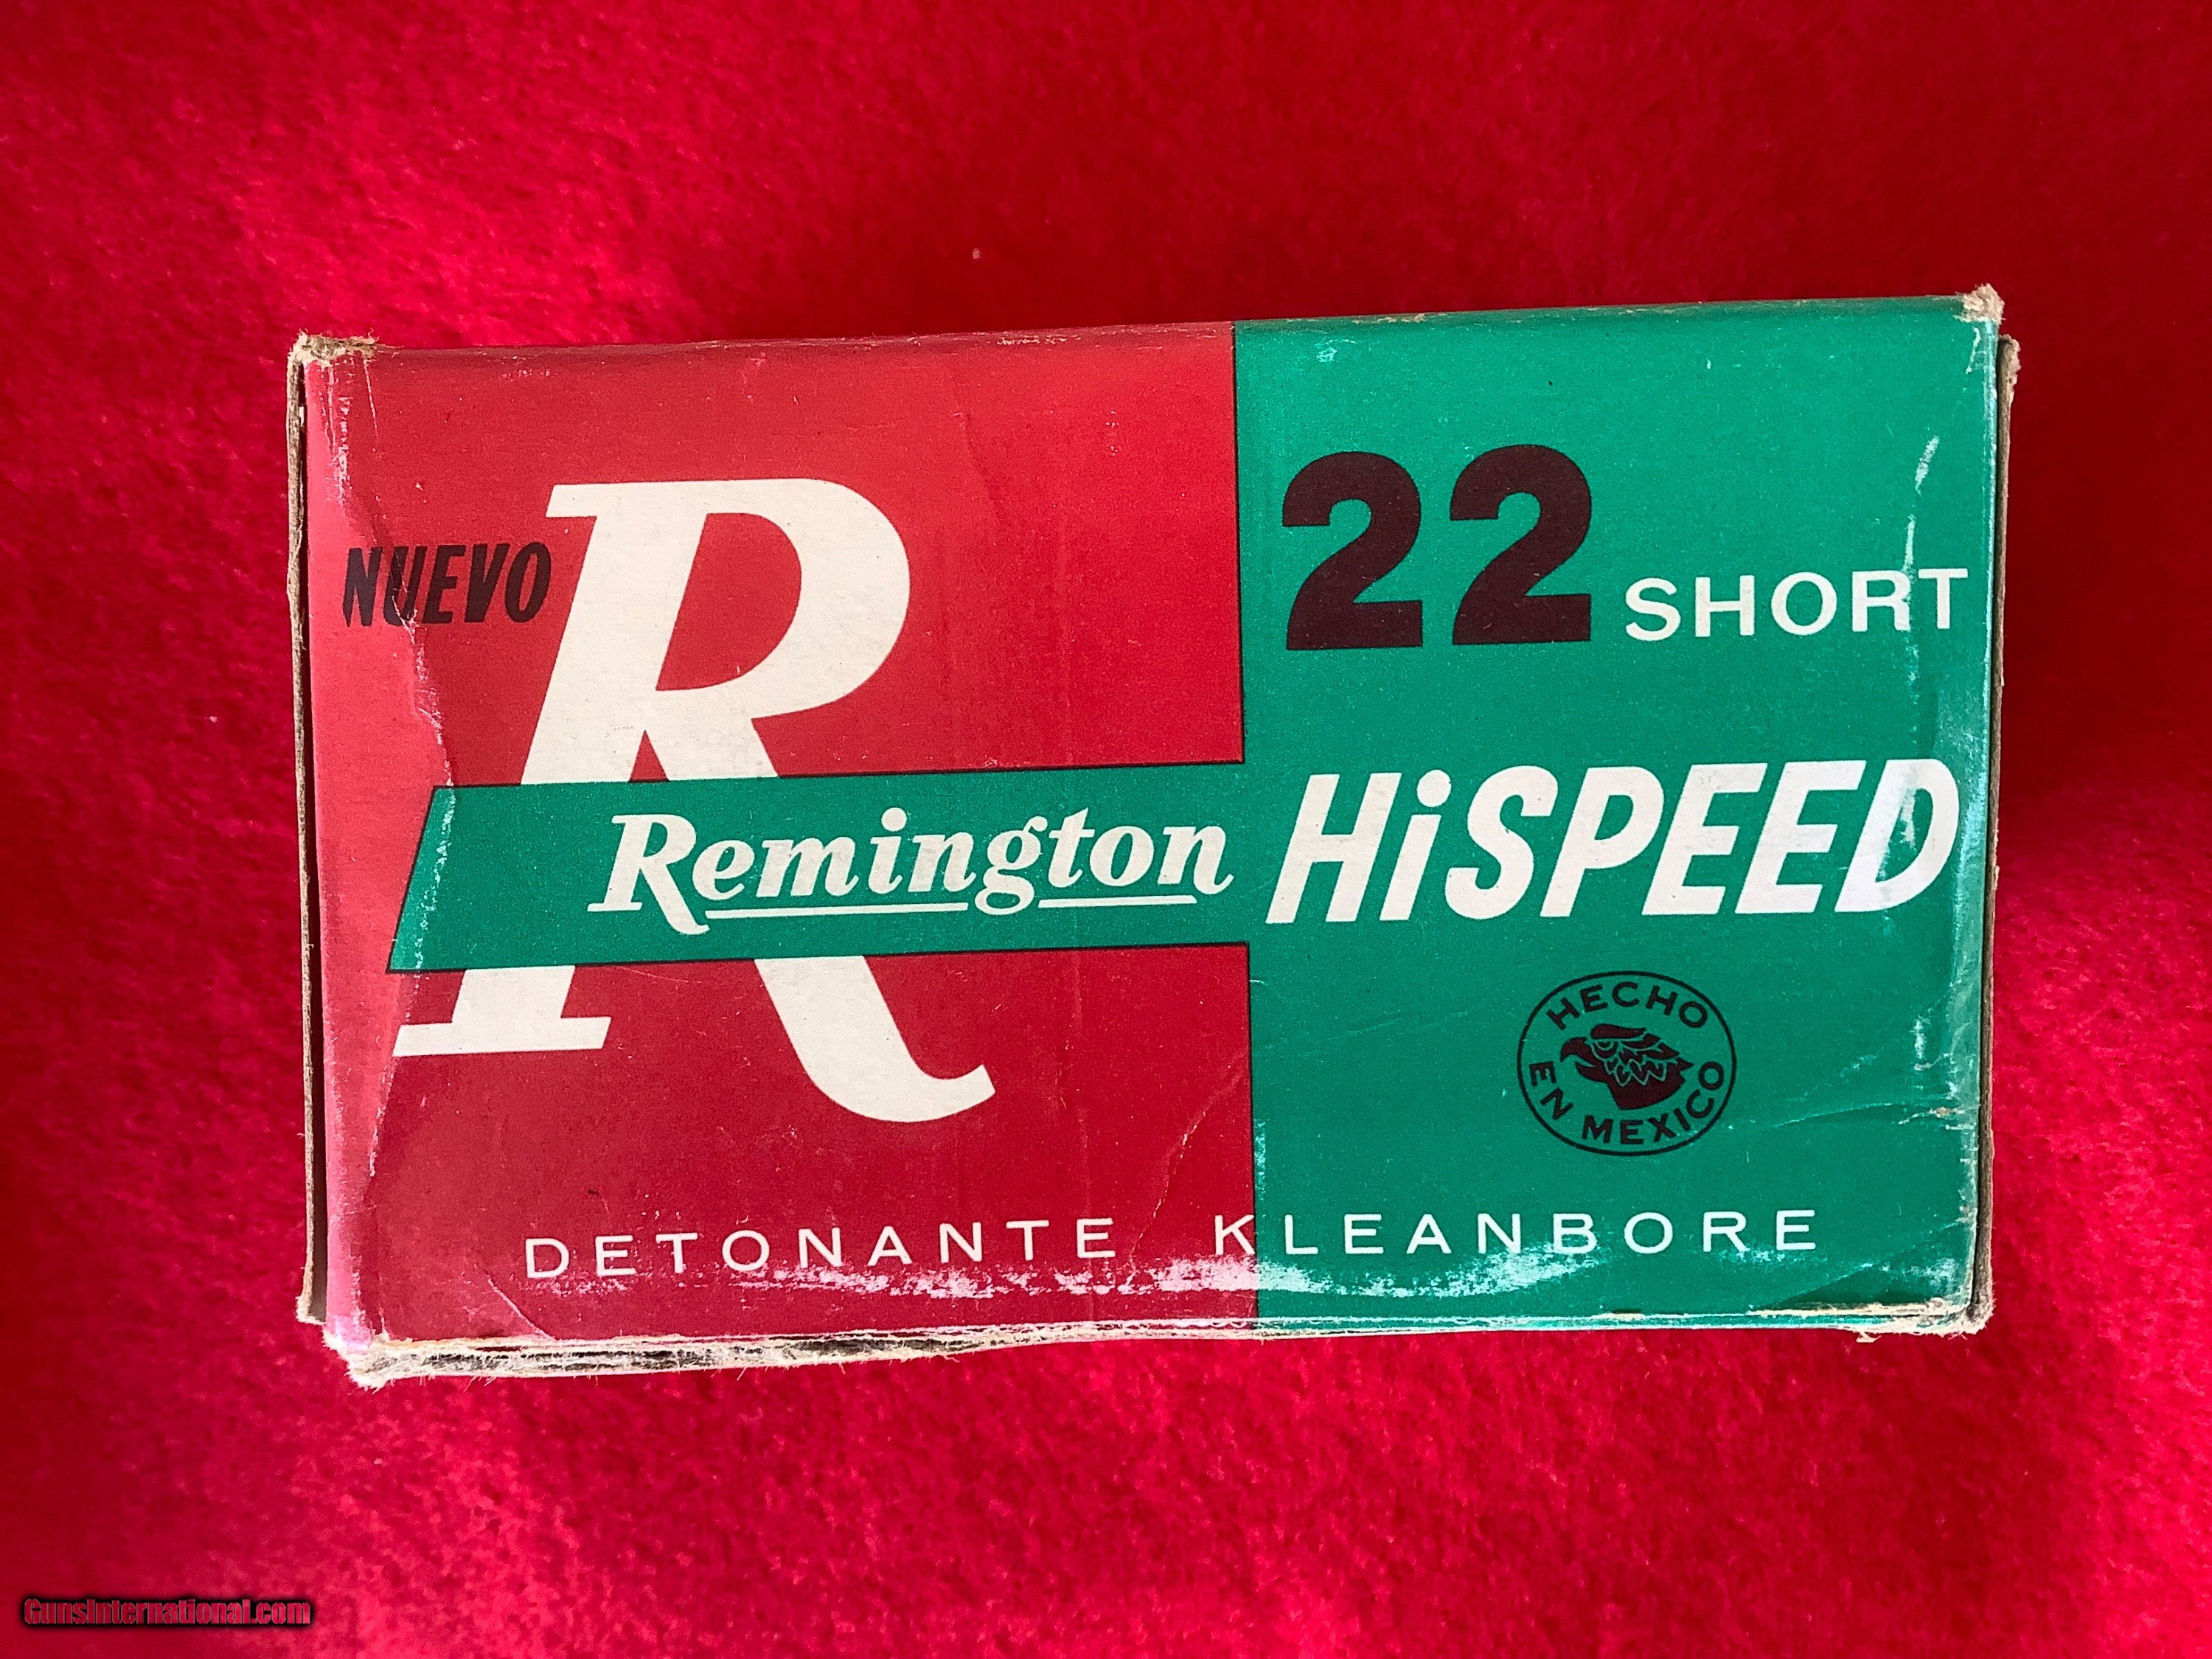 NUEVO
R
22 SHORT
Remington HiSPEED
HECHO
EN MEXICO
DETONANTE KLEANBORE
GunsInternational.com